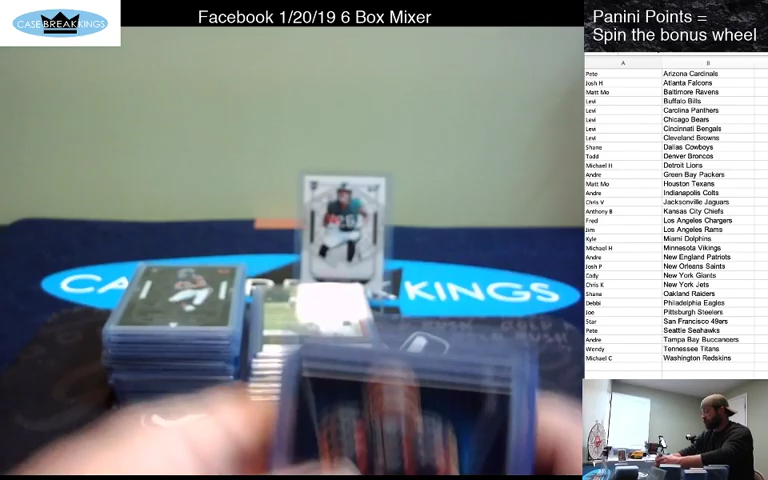 CASE BREAK KINGS
Facebook 1/20/19 6 Box Mixer
Panini Points =
Spin the bonus wheel
A B
Pete Arizona Cardinals
Josh H Atlanta Falcons
Matt Mo Baltimore Ravens
Levi Buffalo Bills
Levi Carolina Panthers
Levi Chicago Bears
Levi Cincinnati Bengals
Levi Cleveland Browns
Shane Dallas Cowboys
Todd Denver Broncos
Michael H Detroit Lions
Andre Green Bay Packers
Matt Mo Houston Texans
Andre Indianapolis Colts
Chris V Jacksonville Jaguars
Anthony B Kansas City Chiefs
Fred Los Angeles Chargers
Jim Los Angeles Rams
Kyle Miami Dolphins
Michael H Minnesota Vikings
Andre New England Patriots
Josh P New Orleans Saints
Cody New York Giants
Chris K New York Jets
Shane Oakland Raiders
Debbi Philadelphia Eagles
Joe Pittsburgh Steelers
Star San Francisco 49ers
Pete Seattle Seahawks
Andre Tampa Bay Buccaneers
Wendy Tennessee Titans
Michael C Washington Redskins
KINGS